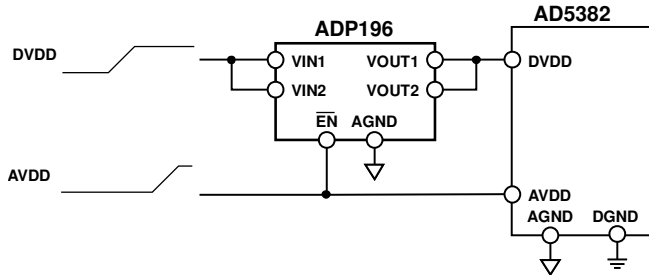 ADP196
AD5382
DVDD
VIN1
VOUT1
DVDD
VIN2
VOUT2
EN
AGND
AVDD
AVDD
AGND
DGND